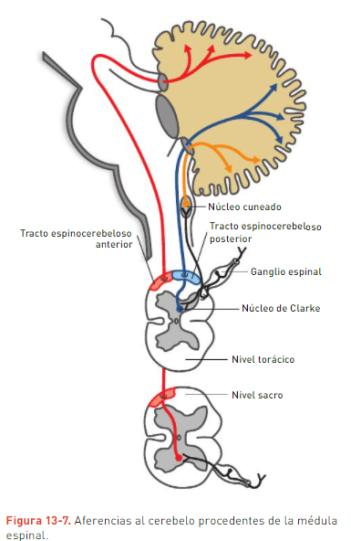 Núcleo cuneado
Tracto espinocerebeloso
anterior
Tracto espinocerebeloso
posterior
Ganglio espinal
Núcleo de Clarke
Nivel torácico
Nivel sacro
Figura 13-7. Aferencias al cerebelo procedentes de la médula
espinal.